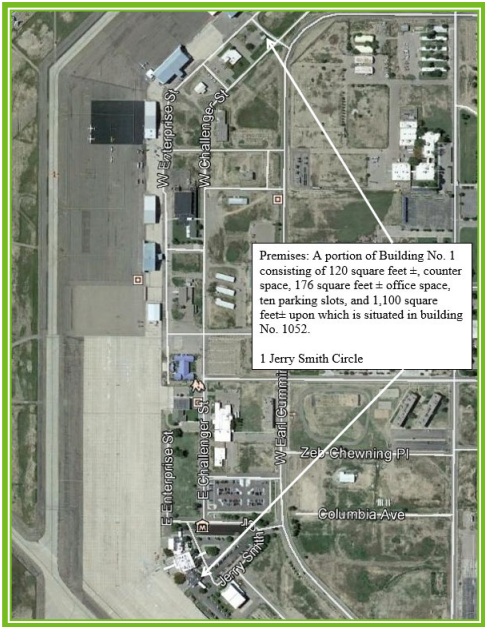 W Enterprise St
W Challenger St
Premises: A portion of Building No. 1
consisting of 120 square feet ±, counter
space, 176 square feet ± office space,
ten parking slots, and 1,100 square
feet± upon which is situated in building
No. 1052.
1 Jerry Smith Circle
W Earl Cummin
E Challenger St
E Enterprise St
Zeb Chewning Pl
Columbia Ave
Jerry Smith